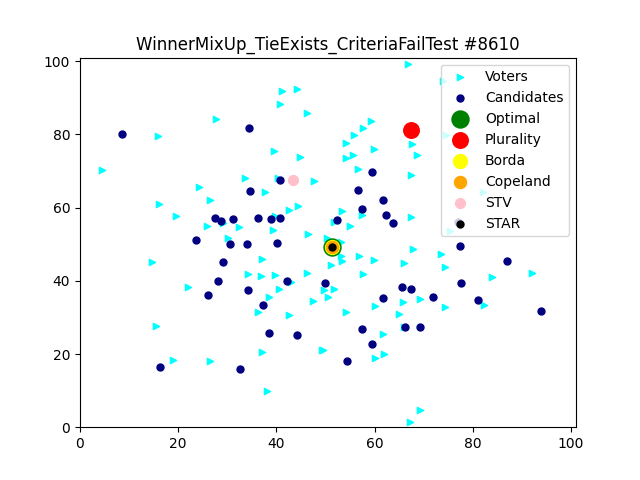 WinnerMixUp_TieExists_CriteriaFailTest #8610
100
80
60
40
20
0
0 20 40 60 80 100
Voters
Candidates
Optimal
Plurality
Borda
Copeland
STV
STAR